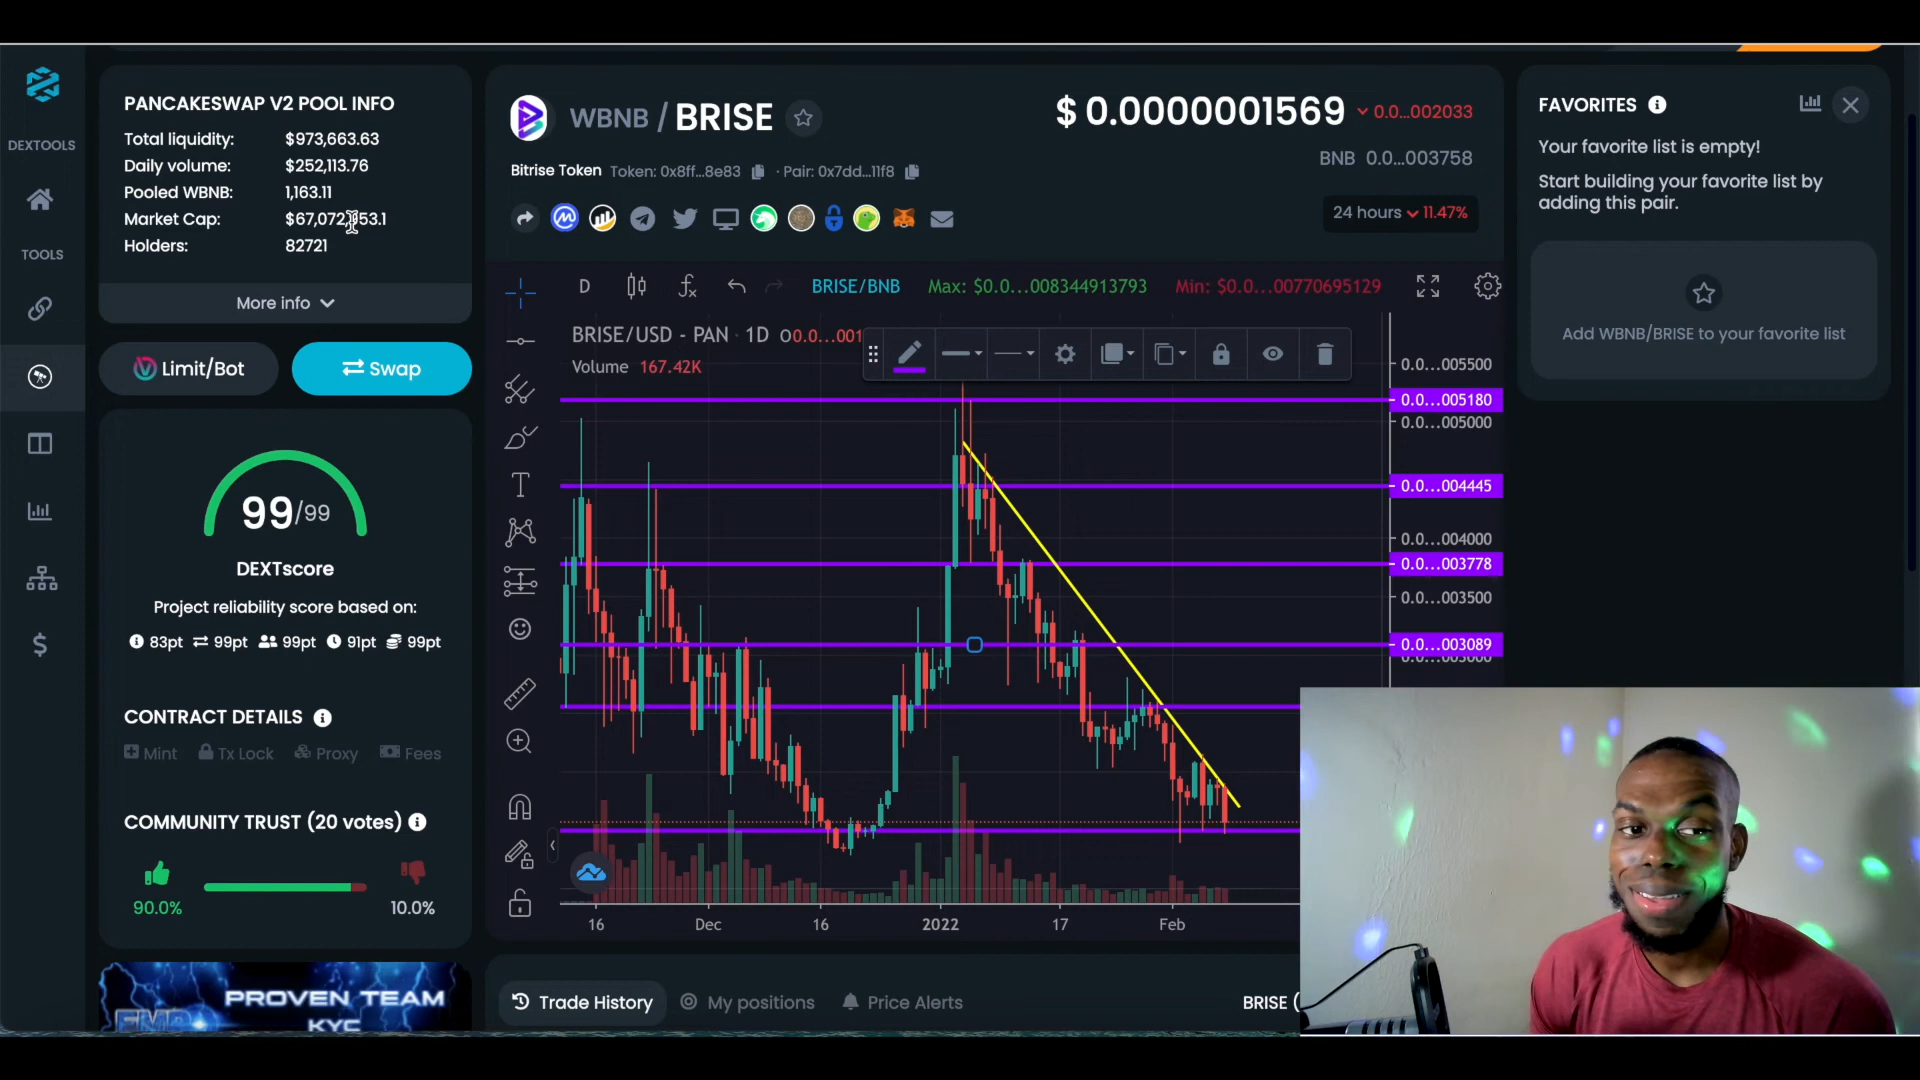 DEXTOOLS
TOOLS
PANCAKESWAP V2 POOL INFO
Total liquidity: $973,663.63
Daily volume: $252,113.76
Pooled WBNB: 1,163.11
Market Cap:
Holders: 82721
More info
Limit/Bot
Swap
99/99
DEXTscore
Project reliability score based on:
83pt 99pt 99pt 91pt 99pt
CONTRACT DETAILS
Mint Tx Lock Proxy Fees
COMMUNITY TRUST (20 votes)
90.0% 10.0%
PROVEN TEAM
KYC
WBNB / BRISE
$ 0.0000001569 0.0...002033
BNB 0.0...003758
Bitrise Token Token: 0x8ff...8e83 · Pair: 0x7dd...11f8
24 hours 11.47%
D BRISE/BNB Max: $0.0...008344913793 Min: $0.0...00770695129
BRISE/USD - PAN · 1D O0.0...001
Volume 167.42K
0.0...005500
0.0...005180
0.0...005000
0.0...004445
0.0...004000
0.0...003778
0.0...003500
0.0...003089
0.0...003000
16 Dec 16 2022 17 Feb
Trade History My positions Price Alerts BRISE (
FAVORITES
Your favorite list is empty!
Start building your favorite list by
adding this pair.
Add WBNB/BRISE to your favorite list